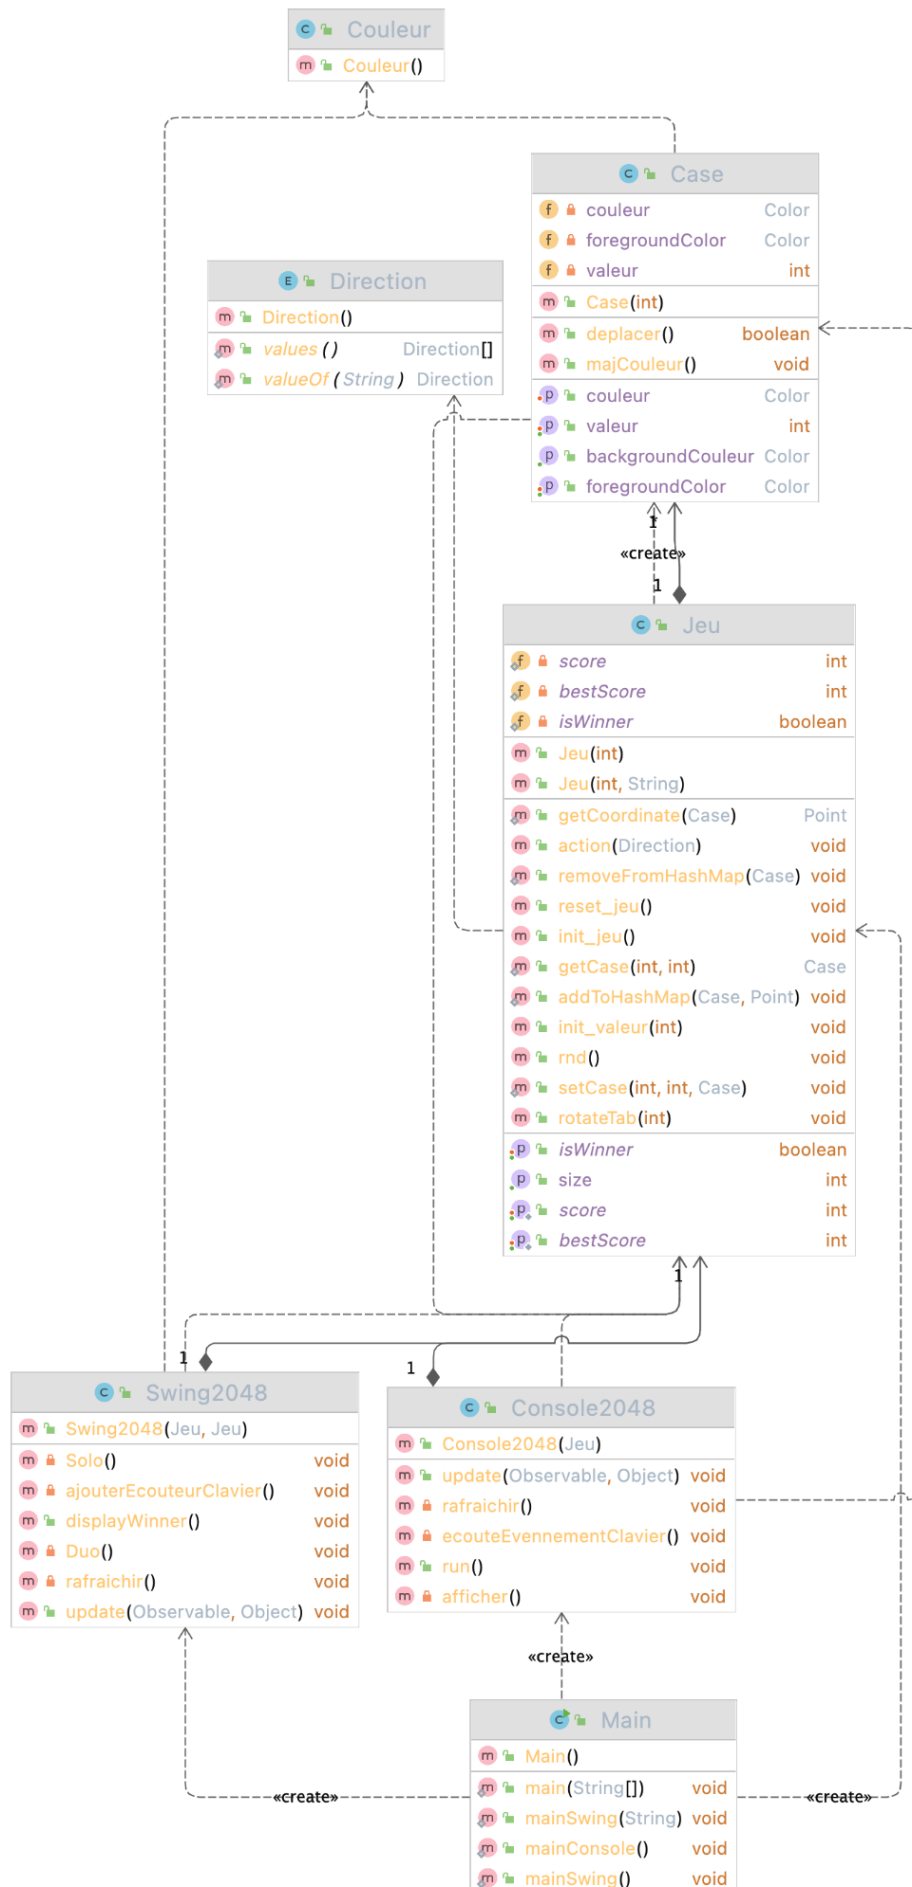 Couleur
Couleur()
Case
couleur Color
foregroundColor Color
valeur int
Case(int)
deplacer() boolean
majCouleur() void
couleur Color
valeur int
backgroundCouleur Color
foregroundColor Color
Direction
Direction()
values () Direction[]
valueOf (String) Direction
1
«create»
1
Jeu
score int
bestScore int
isWinner boolean
Jeu(int)
Jeu(int, String)
getCoordinate(Case) Point
action(Direction) void
removeFromHashMap(Case) void
reset_jeu() void
init_jeu() void
getCase(int, int) Case
addToHashMap(Case, Point) void
init_valeur(int) void
rnd() void
setCase(int, int, Case) void
rotateTab(int) void
isWinner boolean
size int
score int
bestScore int
1
1
1
Swing2048
Swing2048(Jeu, Jeu)
Solo() void
ajouterEcouteurClavier() void
displayWinner() void
Duo() void
rafraichir() void
update(Observable, Object) void
Console2048
Console2048(Jeu)
update(Observable, Object) void
rafraichir() void
ecouteEvennementClavier() void
run() void
afficher() void
«create»
Main
Main()
main(String[]) void
mainSwing(String) void
mainConsole() void
mainSwing() void
«create»
«create»